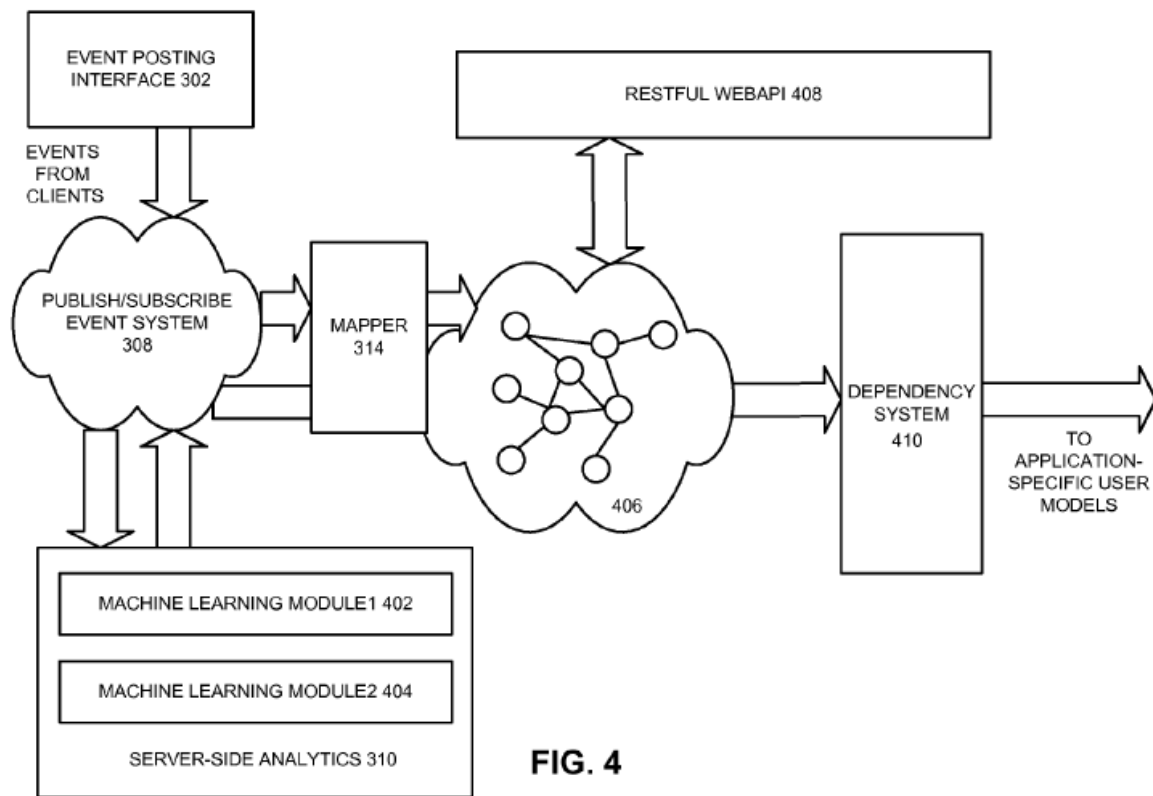 EVENT POSTING
INTERFACE 302
RESTFUL WEBAPI 408
EVENTS
FROM
CLIENTS
PUBLISH/SUBSCRIBE
EVENT SYSTEM
308
MAPPER
314
406
DEPENDENCY
SYSTEM
410
TO
APPLICATION-
SPECIFIC USER
MODELS
MACHINE LEARNING MODULE1 402
MACHINE LEARNING MODULE2 404
SERVER-SIDE ANALYTICS 310
FIG. 4